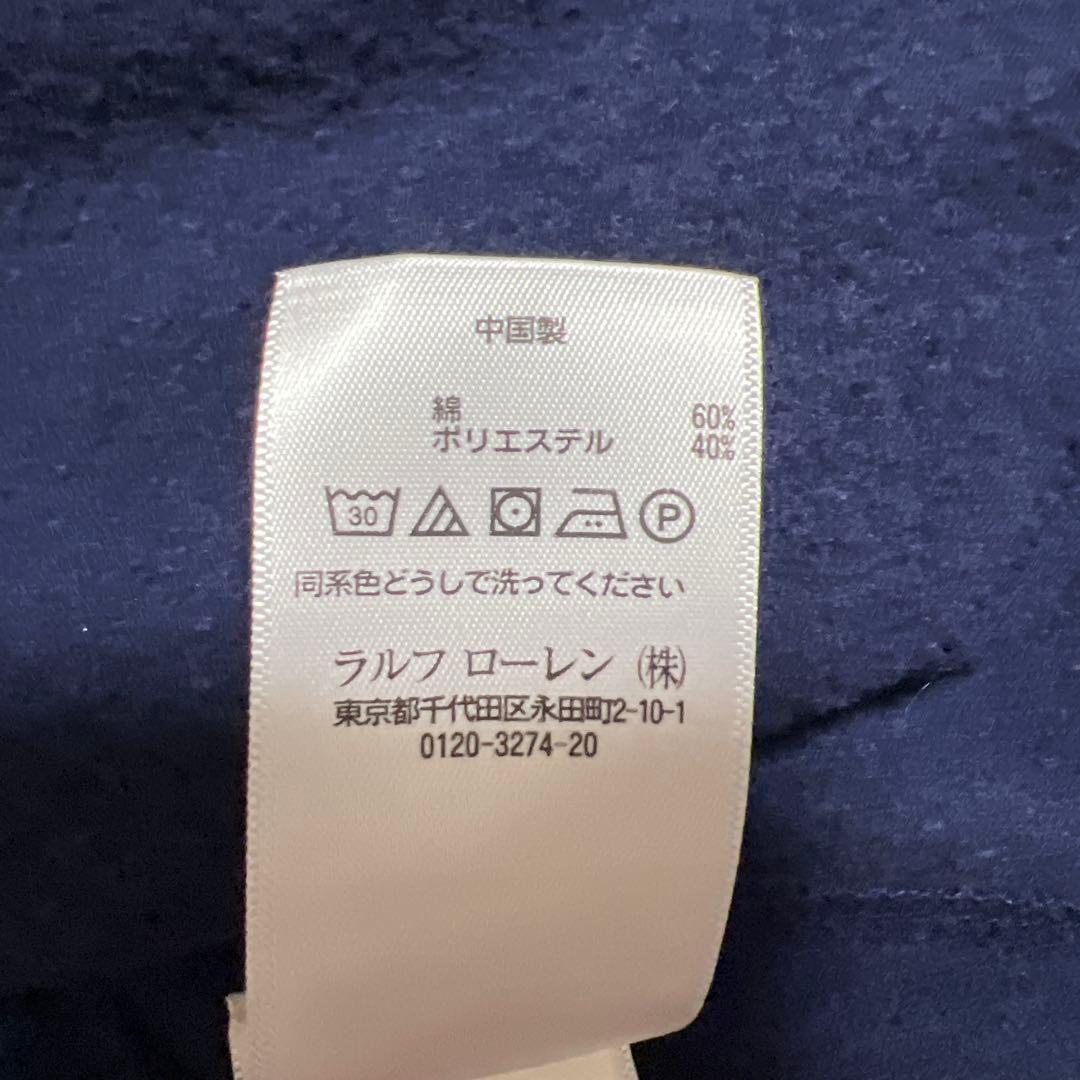 中国製
綿 60%
ポリエステル 40%
30 P
同系色どうしで洗ってください
ラルフ ローレン (株)
東京都千代田区永田町2-10-1
0120-3274-20